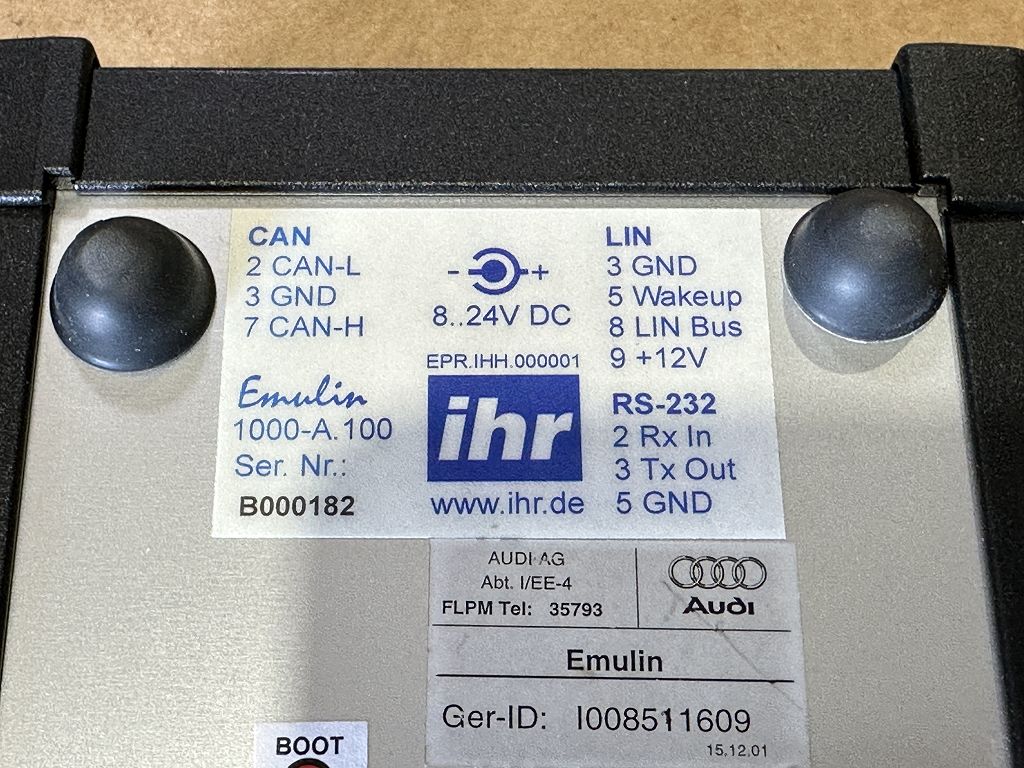 CAN
2 CAN-L
3 GND
7 CAN-H
Emulin
1000-A.100
Ser. Nr.:
B000182
- +
8..24V DC
EPR.IHH.000001
ihr
www.ihr.de
LIN
3 GND
5 Wakeup
8 LIN Bus
9 +12V
RS-232
2 Rx In
3 Tx Out
5 GND
AUDI AG
Abt. I/EE-4
FLPM Tel: 35793
Audi
Emulin
Ger-ID: I008511609
15.12.01
BOOT